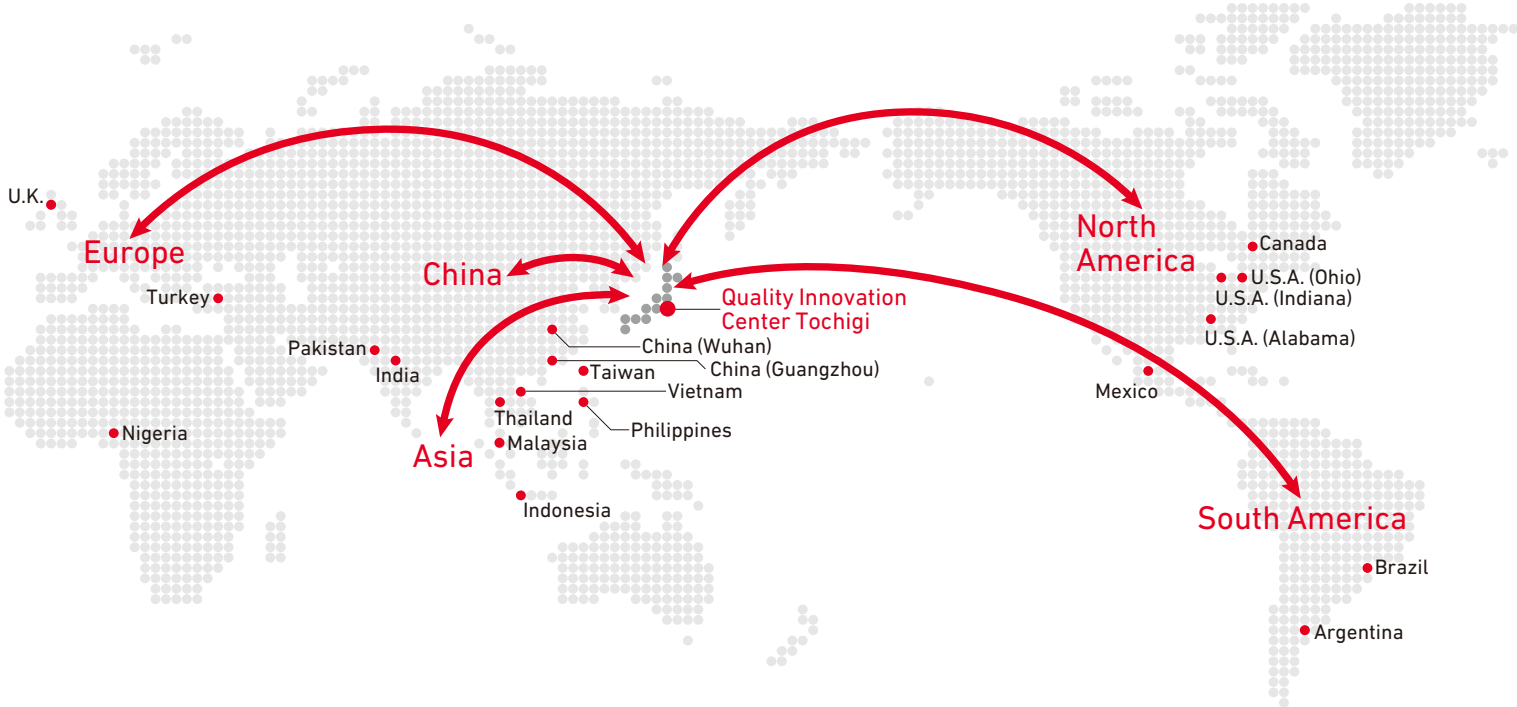 U.K.
Europe
Turkey
China
Pakistan
India
Nigeria
Asia
Quality Innovation
Center Tochigi
China (Wuhan)
China (Guangzhou)
Taiwan
Vietnam
Thailand
Philippines
Malaysia
Indonesia
North
America
Canada
U.S.A. (Ohio)
U.S.A. (Indiana)
U.S.A. (Alabama)
Mexico
South America
Brazil
Argentina